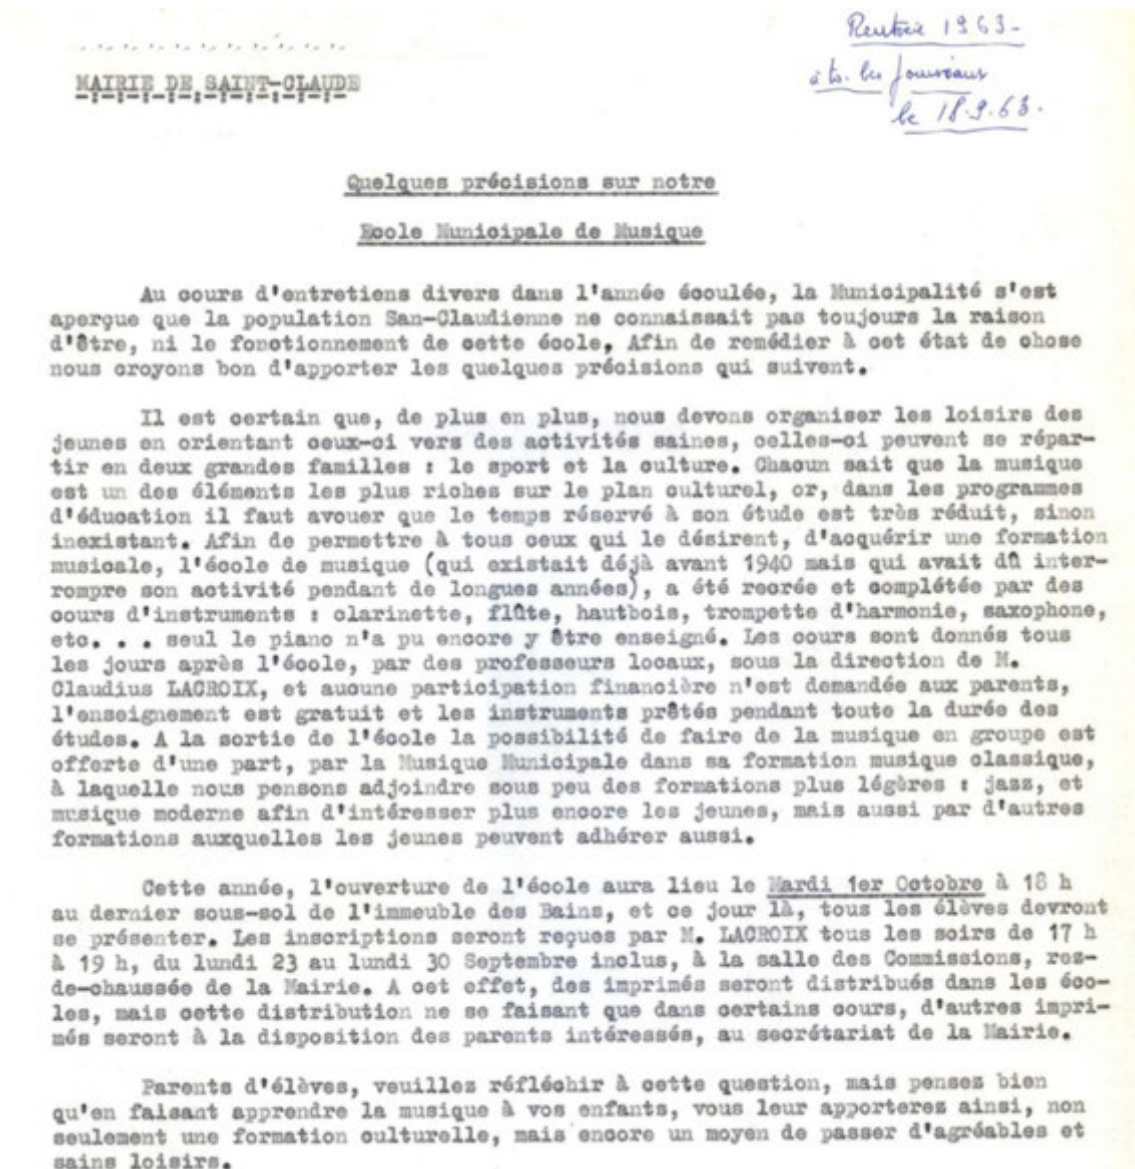 Rentrée 1963-
à ts. les journaux
le 18.9.63.
MAIRIE DE SAINT-CLAUDE
Quelques précisions sur notre
Ecole Municipale de Musique
Au cours d'entretiens divers dans l'année écoulée, la Municipalité s'est
aperçue que la population San-Claudienne ne connaissait pas toujours la raison
d'être, ni le fonctionnement de cette école, Afin de remédier à cet état de chose
nous croyons bon d'apporter les quelques précisions qui suivent.
Il est certain que, de plus en plus, nous devons organiser les loisirs des
jeunes en orientant ceux-ci vers des activités saines, celles-ci peuvent se répar-
tir en deux grandes familles : le sport et la culture. Chacun sait que la musique
est un des éléments les plus riches sur le plan culturel, or, dans les programmes
d'éducation il faut avouer que le temps réservé à son étude est très réduit, sinon
inexistant. Afin de permettre à tous ceux qui le désirent, d'acquérir une formation
musicale, l'école de musique (qui existait déjà avant 1940 mais qui avait dû inter-
rompre son activité pendant de longues années), a été recrée et complétée par des
cours d'instruments : clarinette, flûte, hautbois, trompette d'harmonie, saxophone,
etc. . . seul le piano n'a pu encore y être enseigné. Les cours sont donnés tous
les jours après l'école, par des professeurs locaux, sous la direction de M.
Claudius LACROIX, et aucune participation financière n'est demandée aux parents,
l'enseignement est gratuit et les instruments prêtés pendant toute la durée des
études. A la sortie de l'école la possibilité de faire de la musique en groupe est
offerte d'une part, par la Musique Municipale dans sa formation musique classique,
à laquelle nous pensons adjoindre sous peu des formations plus légères : jazz, et
musique moderne afin d'intéresser plus encore les jeunes, mais aussi par d'autres
formations auxquelles les jeunes peuvent adhérer aussi.
Cette année, l'ouverture de l'école aura lieu le Mardi 1er Octobre à 18 h
au dernier sous-sol de l'immeuble des Bains, et ce jour là, tous les élèves devront
se présenter. Les inscriptions seront reçues par M. LACROIX tous les soirs de 17 h
à 19 h, du lundi 23 au lundi 30 Septembre inclus, à la salle des Commissions, rez-
de-chaussée de la Mairie. A cet effet, des imprimés seront distribués dans les éco-
les, mais cette distribution ne se faisant que dans certains cours, d'autres impri-
més seront à la disposition des parents intéressés, au secrétariat de la Mairie.
Parents d'élèves, veuillez réfléchir à cette question, mais pensez bien
qu'en faisant apprendre la musique à vos enfants, vous leur apporterez ainsi, non
seulement une formation culturelle, mais encore un moyen de passer d'agréables et
sains loisirs.